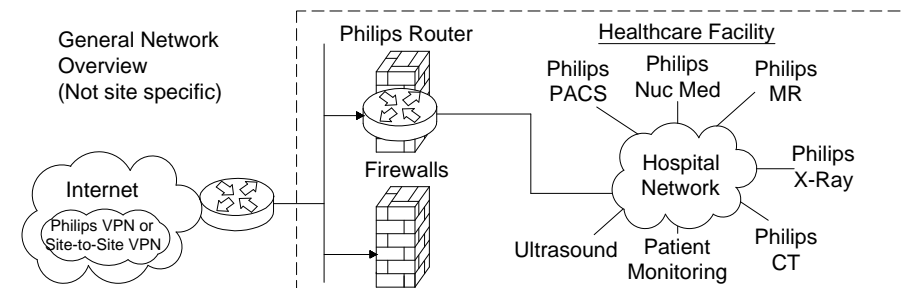 General Network
Overview
(Not site specific)
Philips Router
Healthcare Facility
Philips
PACS
Philips
Nuc Med
Philips
MR
Firewalls
Hospital
Network
Philips
X-Ray
Internet
Philips VPN or
Site-to-Site VPN
Ultrasound
Patient
Monitoring
Philips
CT